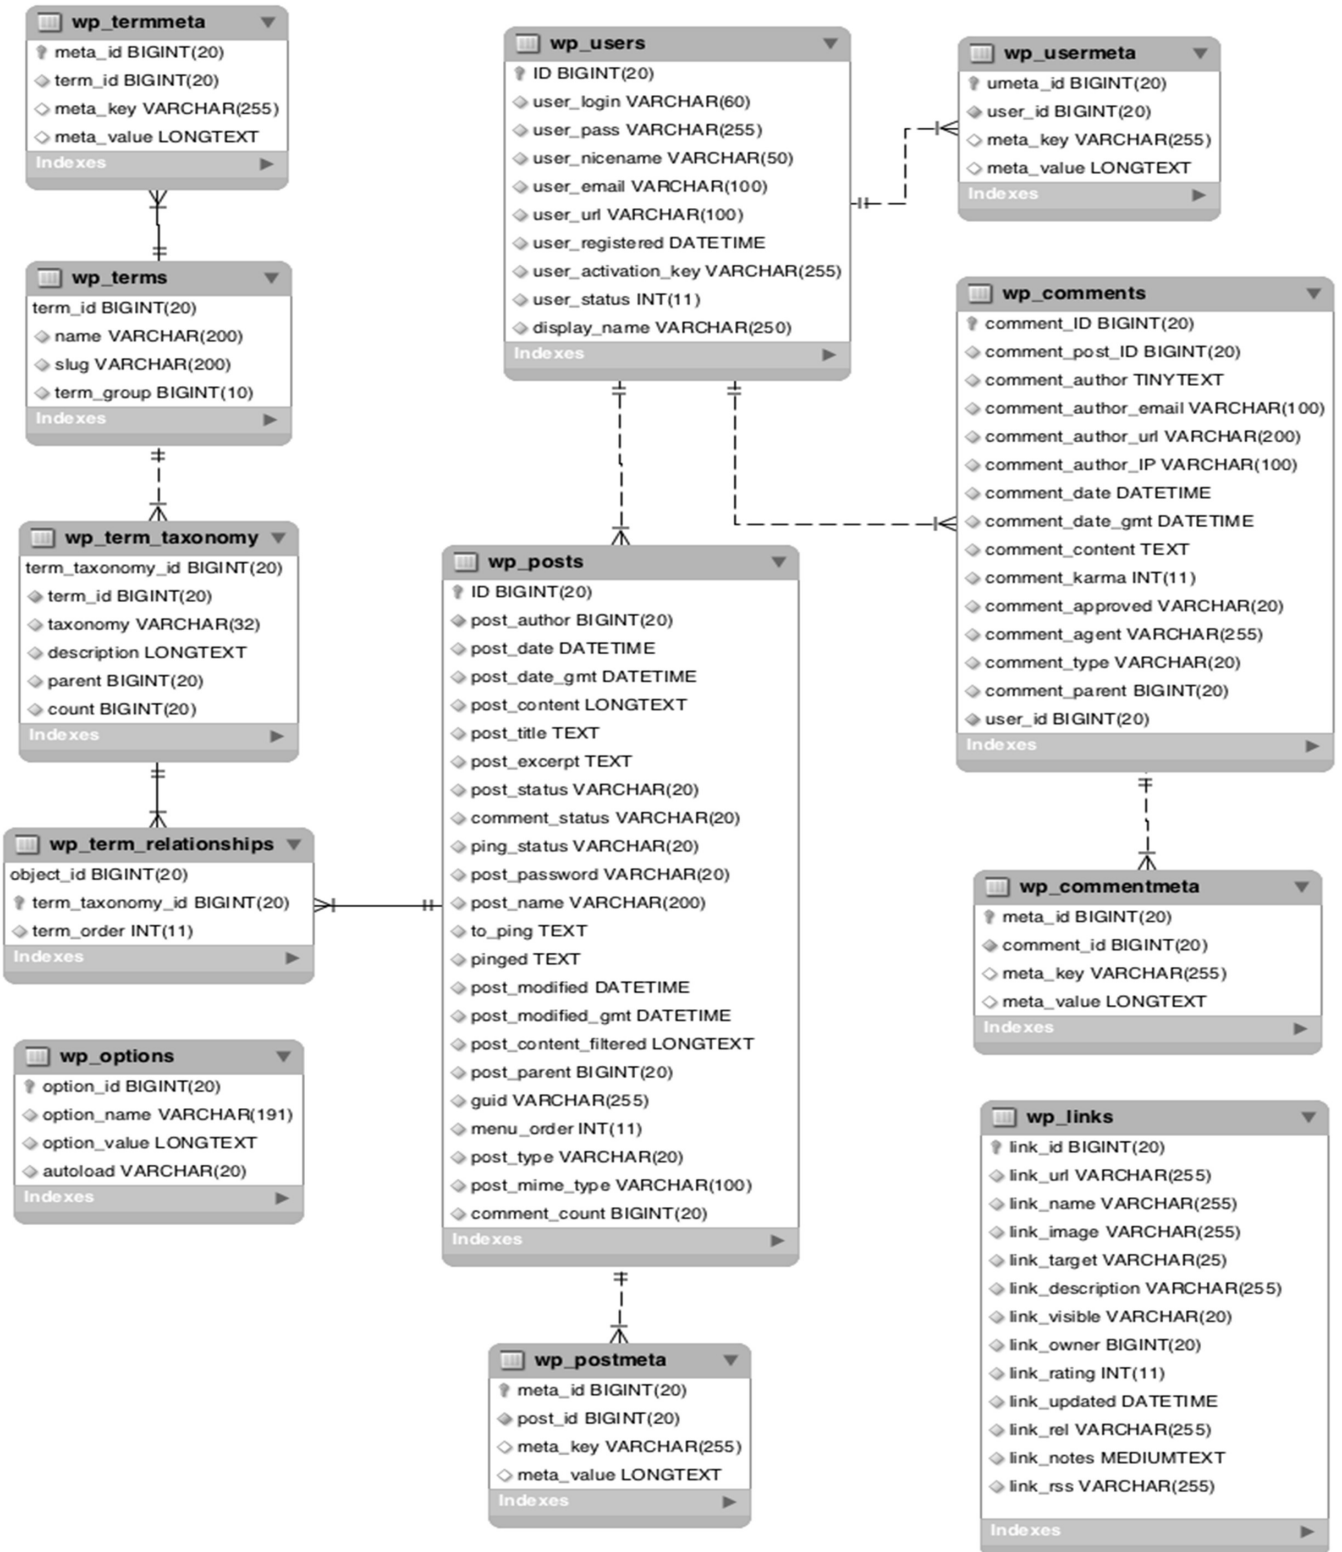 wp_termmeta
meta_id BIGINT(20)
term_id BIGINT(20)
meta_key VARCHAR(255)
meta_value LONGTEXT
Indexes
wp_terms
term_id BIGINT(20)
name VARCHAR(200)
slug VARCHAR(200)
term_group BIGINT(10)
Indexes
wp_term_taxonomy
term_taxonomy_id BIGINT(20)
term_id BIGINT(20)
taxonomy VARCHAR(32)
description LONGTEXT
parent BIGINT(20)
count BIGINT(20)
Indexes
wp_term_relationships
object_id BIGINT(20)
term_taxonomy_id BIGINT(20)
term_order INT(11)
Indexes
wp_options
option_id BIGINT(20)
option_name VARCHAR(191)
option_value LONGTEXT
autoload VARCHAR(20)
Indexes
wp_users
ID BIGINT(20)
user_login VARCHAR(60)
user_pass VARCHAR(255)
user_nicename VARCHAR(50)
user_email VARCHAR(100)
user_url VARCHAR(100)
user_registered DATETIME
user_activation_key VARCHAR(255)
user_status INT(11)
display_name VARCHAR(250)
Indexes
wp_posts
ID BIGINT(20)
post_author BIGINT(20)
post_date DATETIME
post_date_gmt DATETIME
post_content LONGTEXT
post_title TEXT
post_excerpt TEXT
post_status VARCHAR(20)
comment_status VARCHAR(20)
ping_status VARCHAR(20)
post_password VARCHAR(20)
post_name VARCHAR(200)
to_ping TEXT
pinged TEXT
post_modified DATETIME
post_modified_gmt DATETIME
post_content_filtered LONGTEXT
post_parent BIGINT(20)
guid VARCHAR(255)
menu_order INT(11)
post_type VARCHAR(20)
post_mime_type VARCHAR(100)
comment_count BIGINT(20)
Indexes
wp_postmeta
meta_id BIGINT(20)
post_id BIGINT(20)
meta_key VARCHAR(255)
meta_value LONGTEXT
Indexes
wp_usermeta
umeta_id BIGINT(20)
user_id BIGINT(20)
meta_key VARCHAR(255)
meta_value LONGTEXT
Indexes
wp_comments
comment_ID BIGINT(20)
comment_post_ID BIGINT(20)
comment_author TINYTEXT
comment_author_email VARCHAR(100)
comment_author_url VARCHAR(200)
comment_author_IP VARCHAR(100)
comment_date DATETIME
comment_date_gmt DATETIME
comment_content TEXT
comment_karma INT(11)
comment_approved VARCHAR(20)
comment_agent VARCHAR(255)
comment_type VARCHAR(20)
comment_parent BIGINT(20)
user_id BIGINT(20)
Indexes
wp_commentmeta
meta_id BIGINT(20)
comment_id BIGINT(20)
meta_key VARCHAR(255)
meta_value LONGTEXT
Indexes
wp_links
link_id BIGINT(20)
link_url VARCHAR(255)
link_name VARCHAR(255)
link_image VARCHAR(255)
link_target VARCHAR(25)
link_description VARCHAR(255)
link_visible VARCHAR(20)
link_owner BIGINT(20)
link_rating INT(11)
link_updated DATETIME
link_rel VARCHAR(255)
link_notes MEDIUMTEXT
link_rss VARCHAR(255)
Indexes